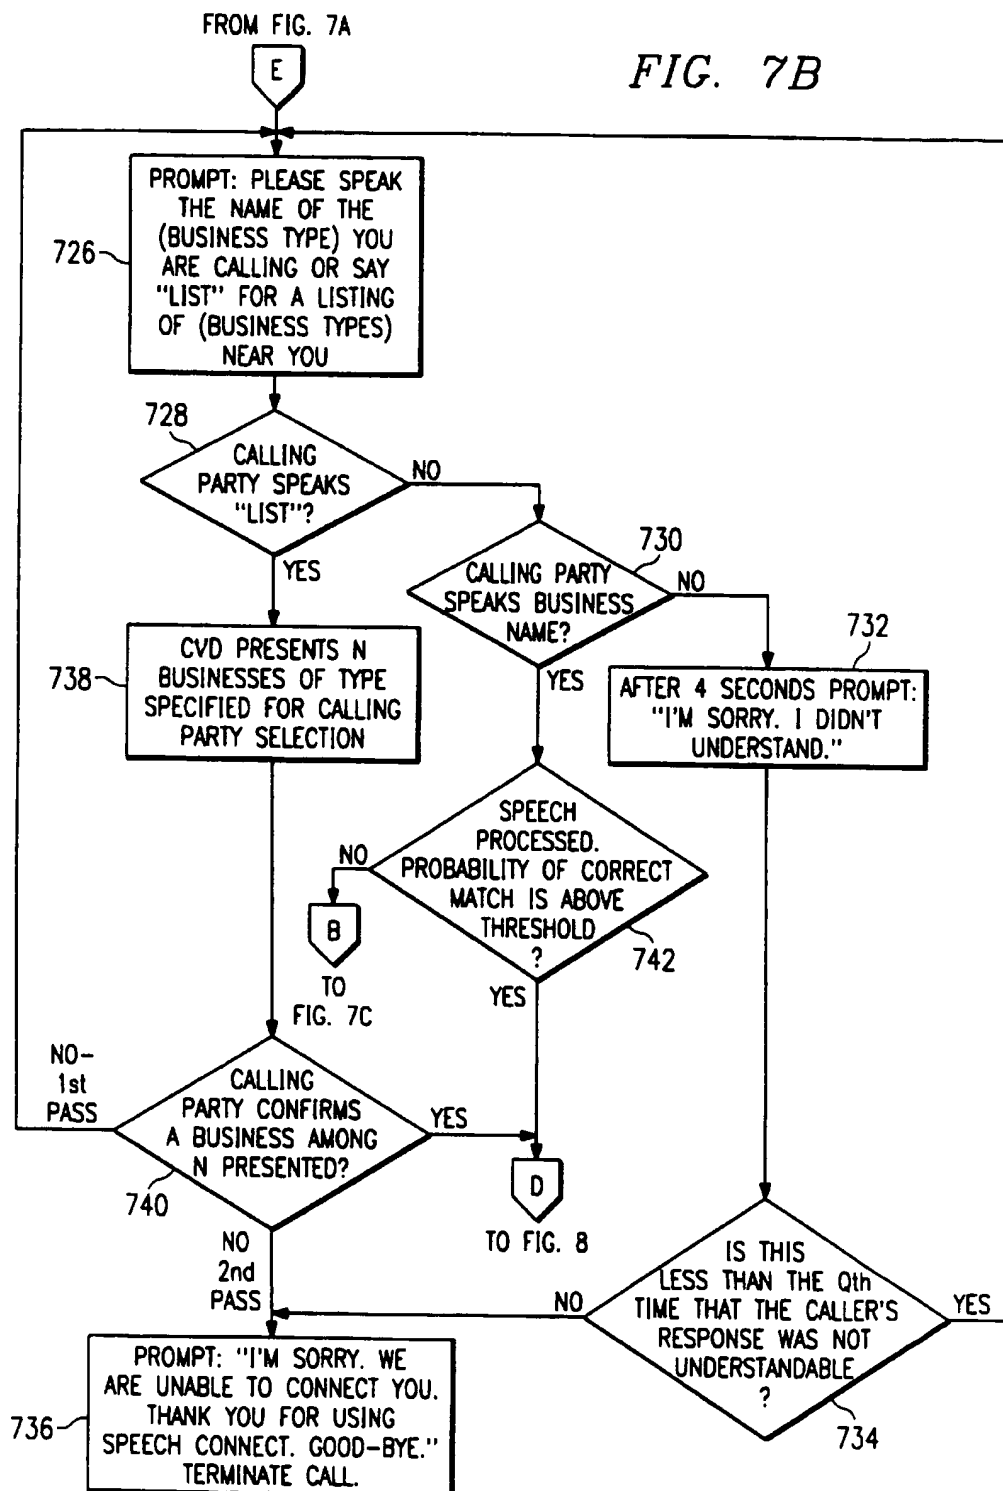 FROM FIG. 7A
E
FIG. 7B
PROMPT: PLEASE SPEAK
THE NAME OF THE
(BUSINESS TYPE) YOU
ARE CALLING OR SAY
"LIST" FOR A LISTING
OF (BUSINESS TYPES)
NEAR YOU
726
728
CALLING
PARTY SPEAKS
"LIST"?
NO
YES
730
CALLING PARTY
SPEAKS BUSINESS
NAME?
NO
YES
732
AFTER 4 SECONDS PROMPT:
"I'M SORRY. I DIDN'T
UNDERSTAND."
738
CVD PRESENTS N
BUSINESSES OF TYPE
SPECIFIED FOR CALLING
PARTY SELECTION
SPEECH
PROCESSED.
PROBABILITY OF CORRECT
MATCH IS ABOVE
THRESHOLD
?
742
NO
B
TO
FIG. 7C
YES
NO-
1st
PASS
CALLING
PARTY CONFIRMS
A BUSINESS AMONG
N PRESENTED?
740
YES
D
TO FIG. 8
NO
2nd
PASS
IS THIS
LESS THAN THE Qth
TIME THAT THE CALLER'S
RESPONSE WAS NOT
UNDERSTANDABLE
?
734
NO
YES
736
PROMPT: "I'M SORRY. WE
ARE UNABLE TO CONNECT YOU.
THANK YOU FOR USING
SPEECH CONNECT. GOOD-BYE."
TERMINATE CALL.